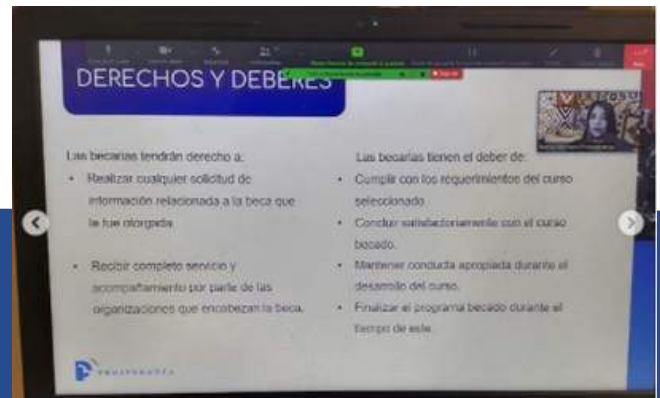 DERECHOS Y DEBERES
Las becarias tendrán derecho a:
• Realizar cualquier solicitud de
información relacionada a la beca que
le fue otorgada.
• Recibir completo servicio y
acompañamiento por parte de las
organizaciones que encabezan la beca.
Las becarias tienen el deber de:
• Cumplir con los requerimientos del curso
seleccionado.
• Concluir satisfactoriamente con el curso
becado.
• Mantener conducta apropiada durante el
desarrollo del curso.
• Finalizar el programa becado durante el
tiempo de este.